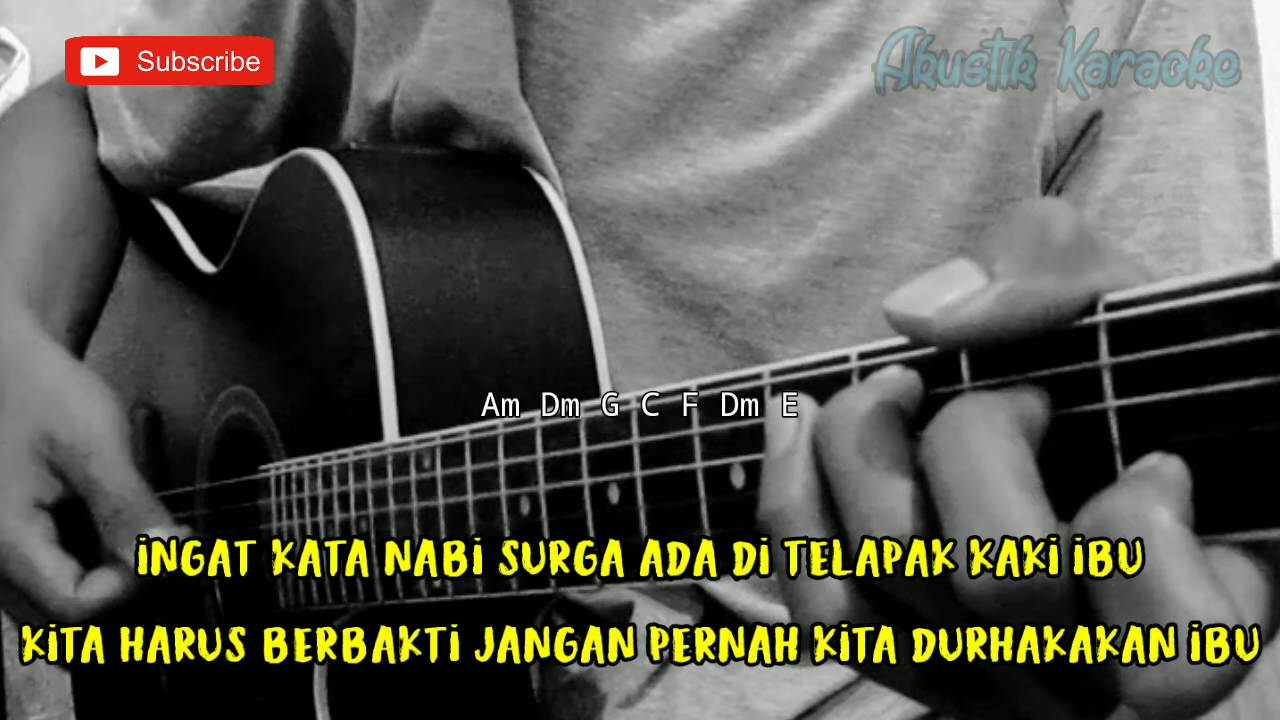 Subscribe
Akustik Karaoke
Am Dm G C F Dm E
iNGAT KATA NABi SURGA ADA Di TELAPAK KAKi iBU
KiTA HARUS BERBAKTi JANGAN PERNAH KiTA DURHAKAKAN iBU